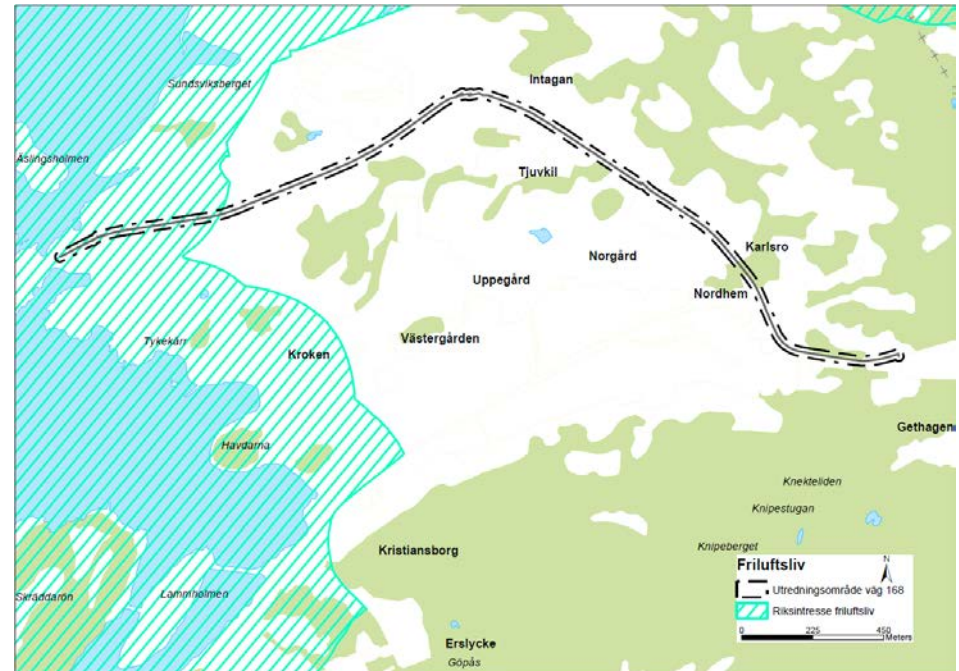 Sundsviksberget
Intagan
Åslingsholmen
Tjuvkil
Karlsro
Norgård
Uppegård
Nordhem
Västergården
Tykekärr
Kroken
Gethagen
Havdarna
Knekteliden
Knipestugan
Knipeberget
Kristiansborg
Skräddarön
Lammholmen
Erslycke
Göpås
Friluftsliv
N
Utredningsområde väg 168
Riksintresse friluftsliv
0 225 450
Meters